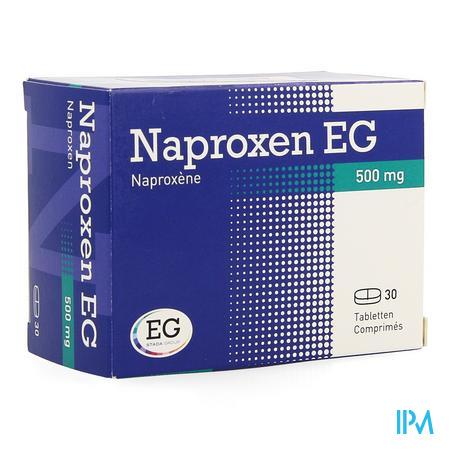 Naproxen EG
Naproxène
500 mg
EG
STADA GROUP
30
Tabletten
Comprimés
Naproxen EG
Naproxen
500 mg
30
IPM